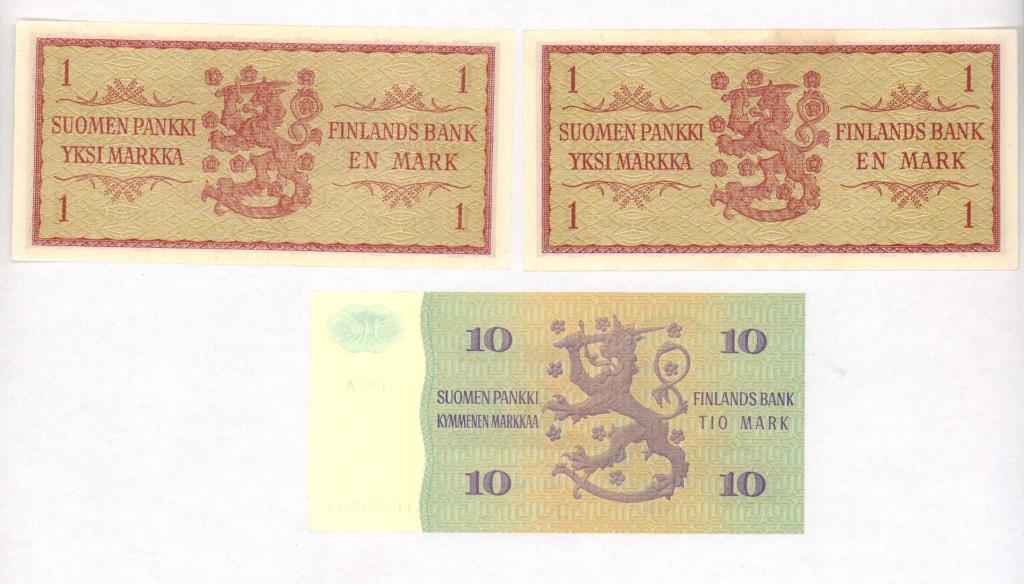 1 1
SUOMEN PANKKI FINLANDS BANK
YKSI MARKKA EN MARK
1 1
1 1
SUOMEN PANKKI FINLANDS BANK
YKSI MARKKA EN MARK
1 1
10 10
SUOMEN PANKKI FINLANDS BANK
KYMMENEN MARKKAA TIO MARK
10 10